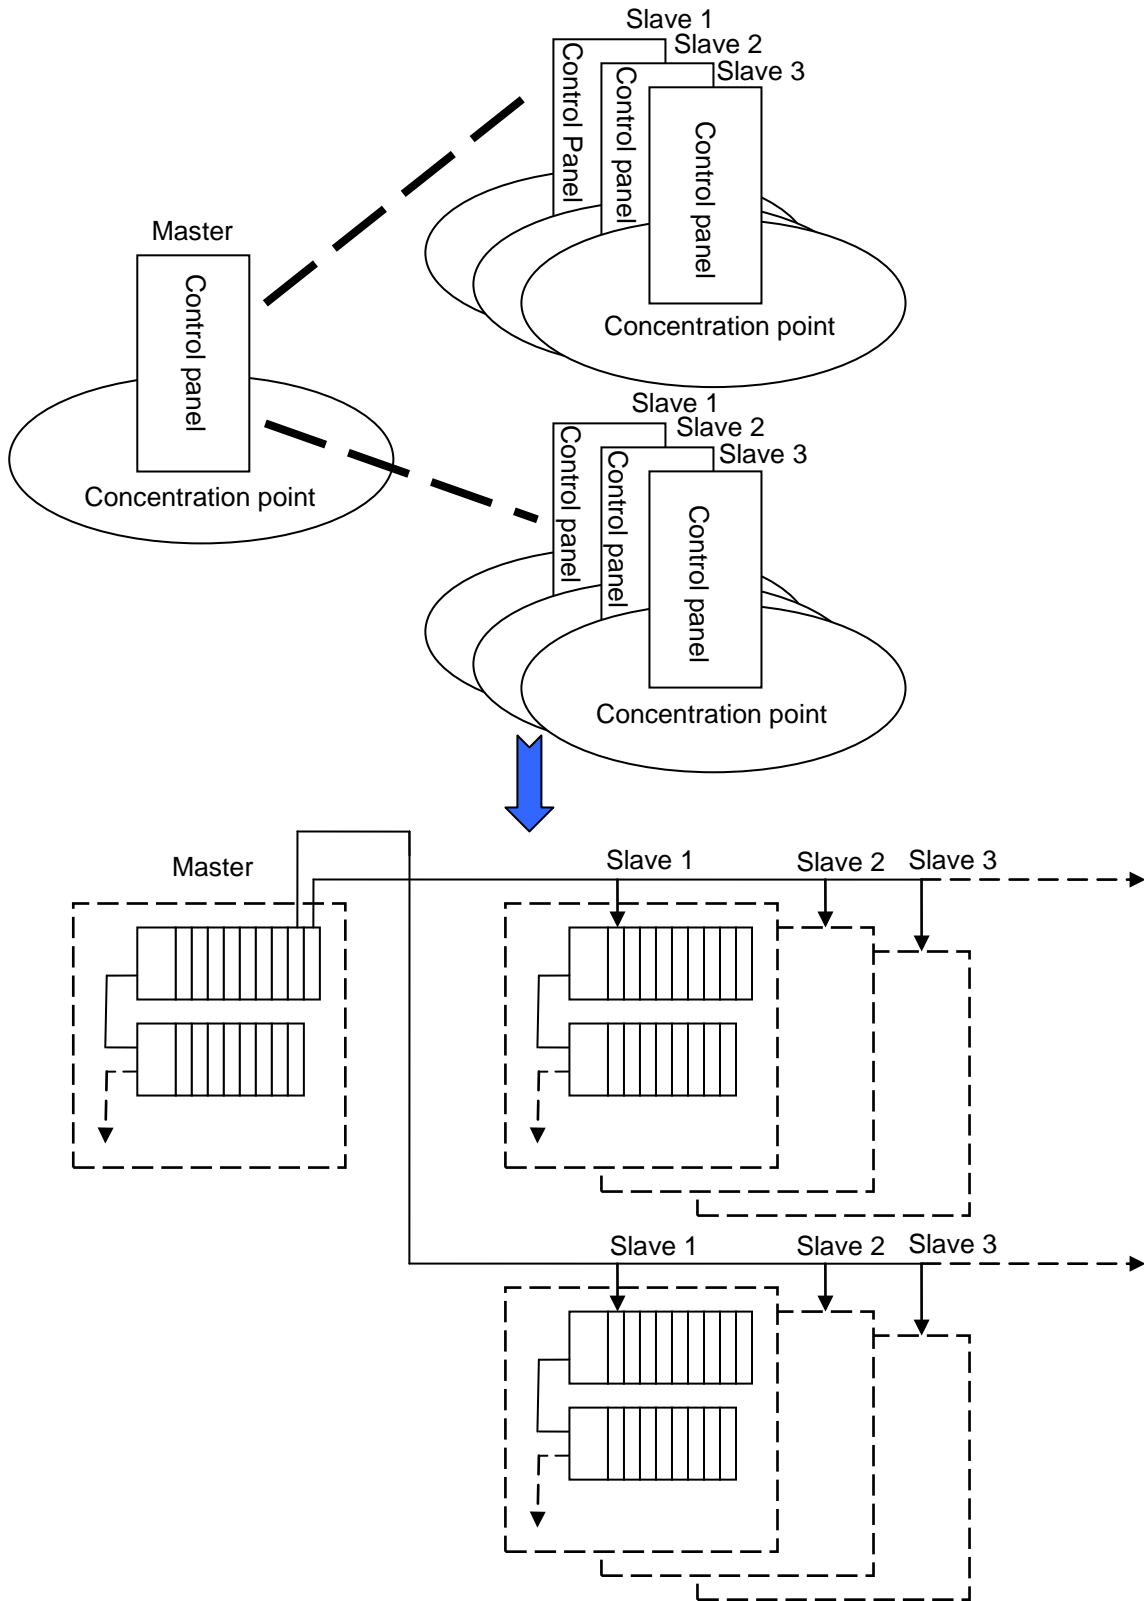 Slave 1
Slave 2
Slave 3
Control Panel
Control panel
Control panel
Concentration point
Master
Control panel
Concentration point
Slave 1
Slave 2
Slave 3
Control panel
Control panel
Control panel
Concentration point
Master
Slave 1
Slave 2
Slave 3
Slave 1
Slave 2
Slave 3